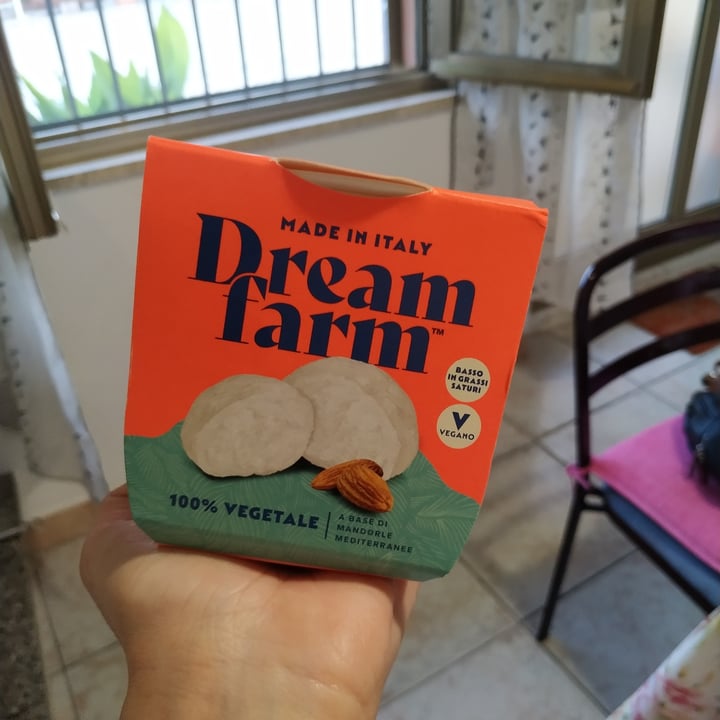 MADE IN ITALY
Dream
farm™
BASSO
IN GRASSI
SATURI
V
VEGANO
100% VEGETALE
A BASE DI
MANDORLE
MEDITERRANEE